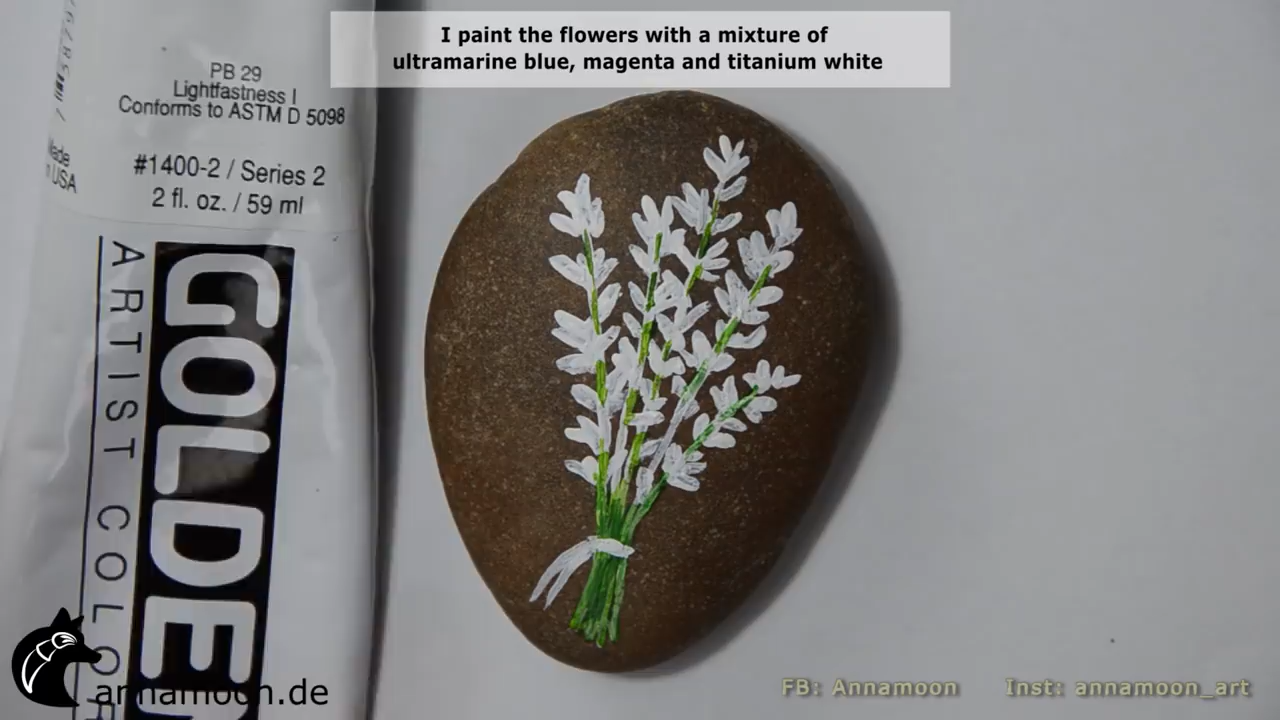 I paint the flowers with a mixture of
ultramarine blue, magenta and titanium white
PB 29
Lightfastness I
Conforms to ASTM D 5098
Made
in USA
#1400-2 / Series 2
2 fl. oz. / 59 ml
GOLDEN
ARTIST COLOR
annamoon.de
FB: Annamoon
Inst: annamoon_art